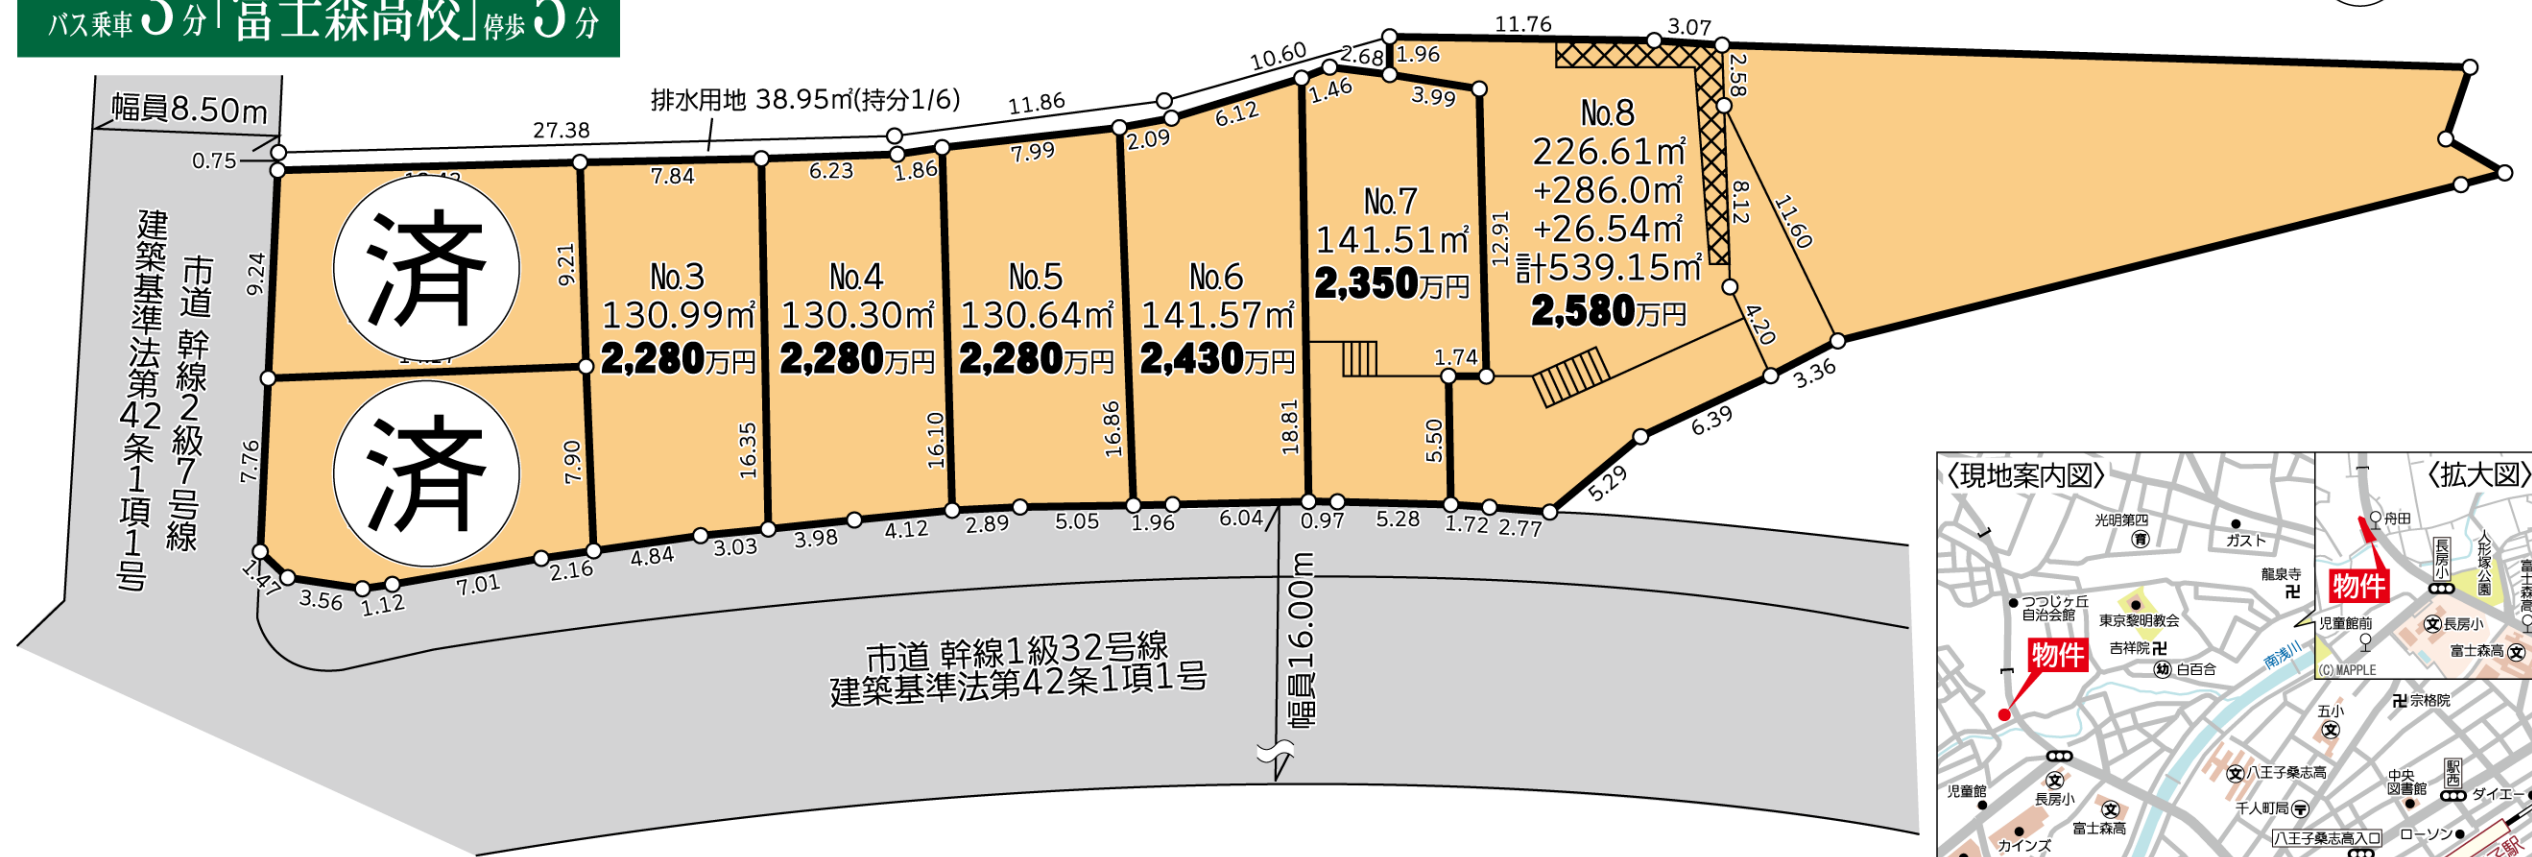 バス乗車5分「富士森高校」停歩5分
幅員8.50m
排水用地 38.95㎡(持分1/6)
0.75
27.38
11.86
10.60
2.68
1.96
11.76
3.07
2.58
7.84
6.23
1.86
7.99
2.09
6.12
1.46
3.99
9.24
9.21
7.76
7.90
済
済
No.3
130.99㎡
2,280万円
No.4
130.30㎡
2,280万円
No.5
130.64㎡
2,280万円
No.6
141.57㎡
2,430万円
No.7
141.51㎡
2,350万円
No.8
226.61㎡
+286.0㎡
+26.54㎡
計539.15㎡
2,580万円
16.35
16.10
16.86
18.81
12.91
1.74
5.50
8.12
11.60
4.20
3.36
6.39
5.29
1.47
3.56
1.12
7.01
2.16
4.84
3.03
3.98
4.12
2.89
5.05
1.96
6.04
0.97
5.28
1.72
2.77
市道 幹線2級7号線
建築基準法第42条1項1号
市道 幹線1級32号線
建築基準法第42条1項1号
幅員16.00m
〈現地案内図〉
光明第四
育
ガスト
龍泉寺
つつじヶ丘
自治会館
東京黎明教会
吉祥院
幼 白百合
物件
南浅川
宗格院
五小
文
文 八王子桑志高
中央
図書館
駅西
ダイエー
千人町局
八王子桑志高入口
ローソン
児童館
文
長房小
文
富士森高
カインズ
〈拡大図〉
舟田
長房小
人形塚公園
富士森高
物件
児童館前
文 長房小
富士森高 文
(C)MAPPLE